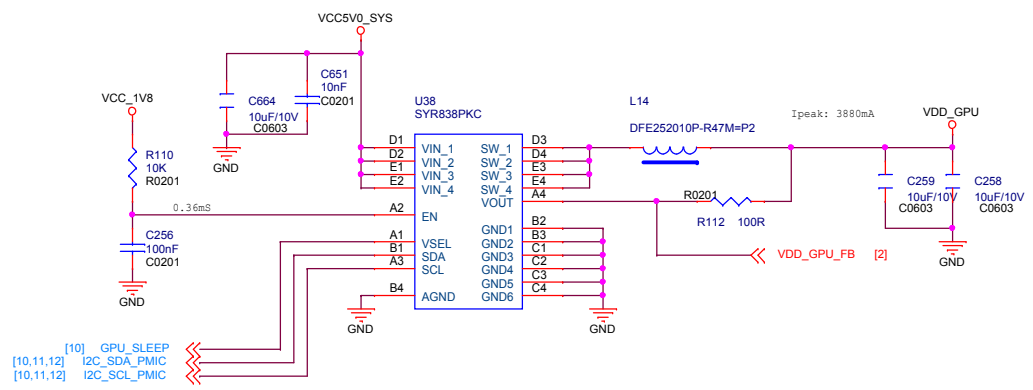 VCC5V0_SYS
C651
10nF
C0201
C664
10uF/10V
C0603
GND
VCC_1V8
R110
10K
R0201
0.36mS
C256
100nF
C0201
GND
U38
SYR838PKC
D1 VIN_1 SW_1 D3
D2 VIN_2 SW_2 D4
E1 VIN_3 SW_3 E3
E2 VIN_4 SW_4 E4
VOUT A4
A2 EN
GND1 B2
A1 VSEL GND2 B3
B1 SDA GND3 C1
A3 SCL GND4 C2
GND5 C3
B4 AGND GND6 C4
GND
GND
L14
DFE252010P-R47M=P2
Ipeak: 3880mA
VDD_GPU
R0201
R112 100R
C259
10uF/10V
C0603
C258
10uF/10V
C0603
GND
VDD_GPU_FB [2]
[10] GPU_SLEEP
[10,11,12] I2C_SDA_PMIC
[10,11,12] I2C_SCL_PMIC